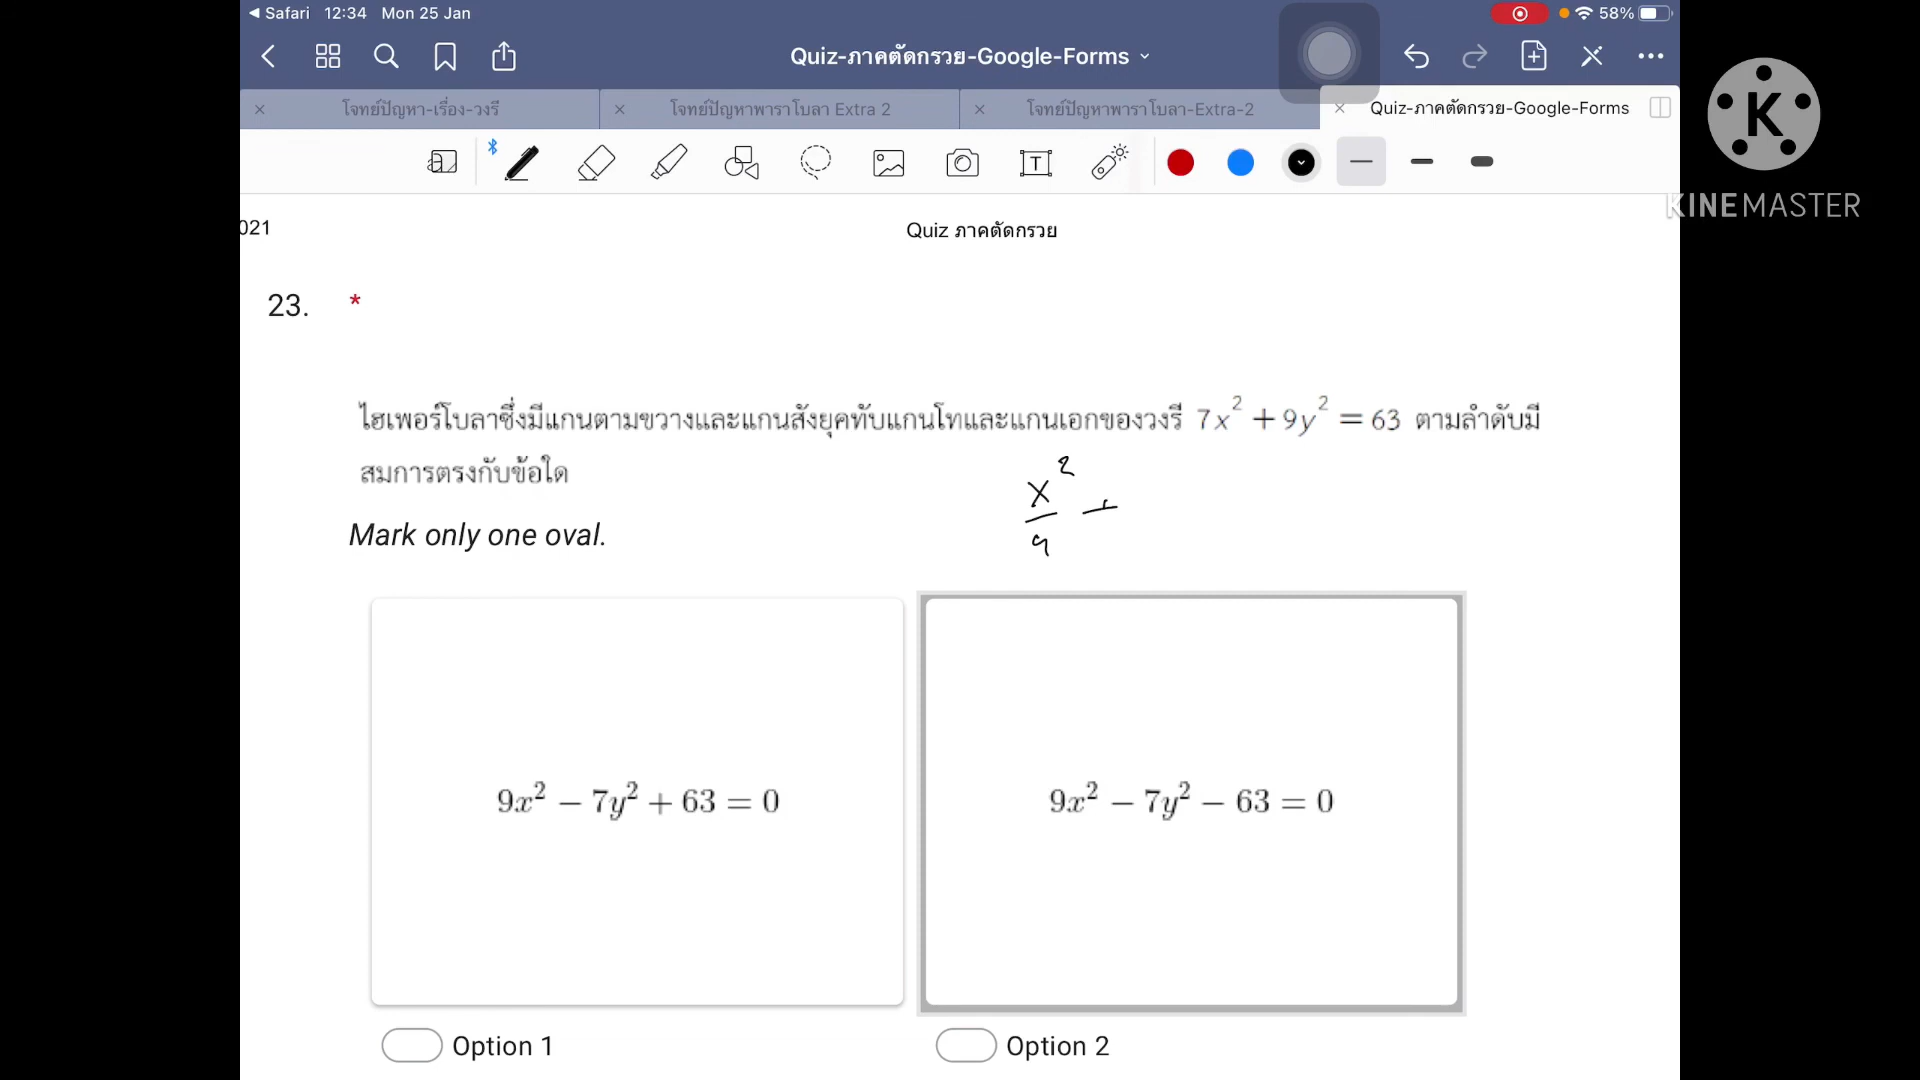 Safari 12:34 Mon 25 Jan 58%
Quiz-ภาคตัดกรวย-Google-Forms
โจทย์ปัญหา-เรื่อง-วงรี โจทย์ปัญหาพาราโบลา Extra 2 โจทย์ปัญหาพาราโบลา-Extra-2 Quiz-ภาคตัดกรวย-Google-Forms
K
KINEMASTER
021 Quiz ภาคตัดกรวย
23. *
ไฮเพอร์โบลาซึ่งมีแกนตามขวางและแกนสังยุคทับแกนโทและแกนเอกของวงรี 7x² + 9y² = 63 ตามลำดับมี
สมการตรงกับข้อใด
x² +
9
Mark only one oval.
9x² − 7y² + 63 = 0 9x² − 7y² − 63 = 0
Option 1 Option 2